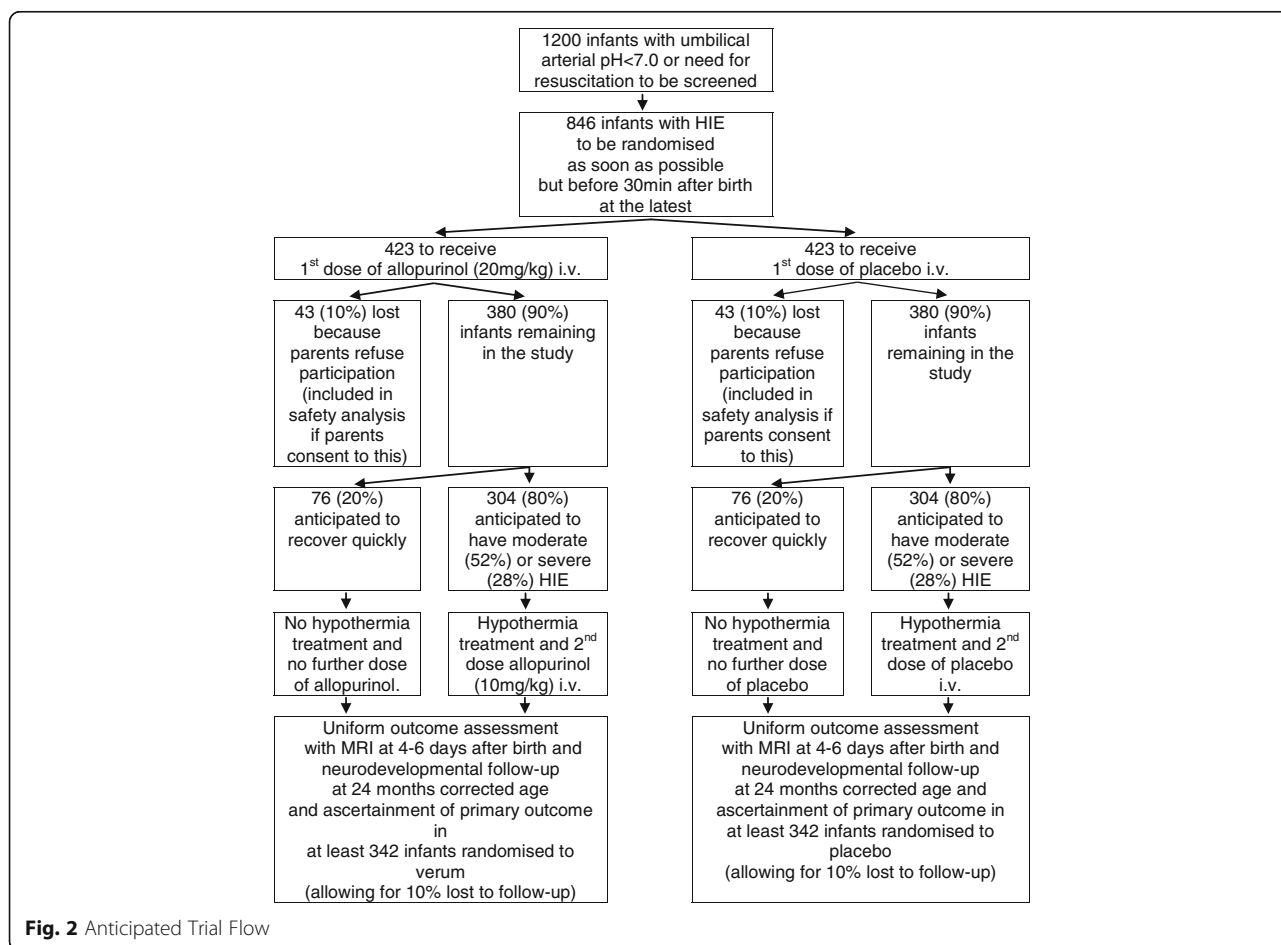 1200 infants with umbilical
arterial pH<7.0 or need for
resuscitation to be screened
846 infants with HIE
to be randomised
as soon as possible
but before 30min after birth
at the latest
423 to receive
1st dose of allopurinol (20mg/kg) i.v.
423 to receive
1st dose of placebo i.v.
43 (10%) lost
because
parents refuse
participation
(included in
safety analysis
if parents
consent to this)
380 (90%)
infants remaining
in the study
43 (10%) lost
because
parents refuse
participation
(included in
safety analysis if
parents consent
to this)
380 (90%)
infants
remaining in the
study
76 (20%)
anticipated to
recover quickly
304 (80%)
anticipated to
have moderate
(52%) or severe
(28%) HIE
76 (20%)
anticipated to
recover quickly
304 (80%)
anticipated to
have moderate
(52%) or severe
(28%) HIE
No hypothermia
treatment and
no further dose
of allopurinol.
Hypothermia
treatment and 2nd
dose allopurinol
(10mg/kg) i.v.
No hypothermia
treatment and
no further dose
of placebo
Hypothermia
treatment and 2nd
dose of placebo
i.v.
Uniform outcome assessment
with MRI at 4-6 days after birth and
neurodevelopmental follow-up
at 24 months corrected age
and ascertainment of primary outcome
in
at least 342 infants randomised to
verum
(allowing for 10% lost to follow-up)
Uniform outcome assessment
with MRI at 4-6 days after birth and
neurodevelopmental follow-up
at 24 months corrected age and
ascertainment of primary outcome in
at least 342 infants randomised to
placebo
(allowing for 10% lost to follow-up)
Fig. 2 Anticipated Trial Flow